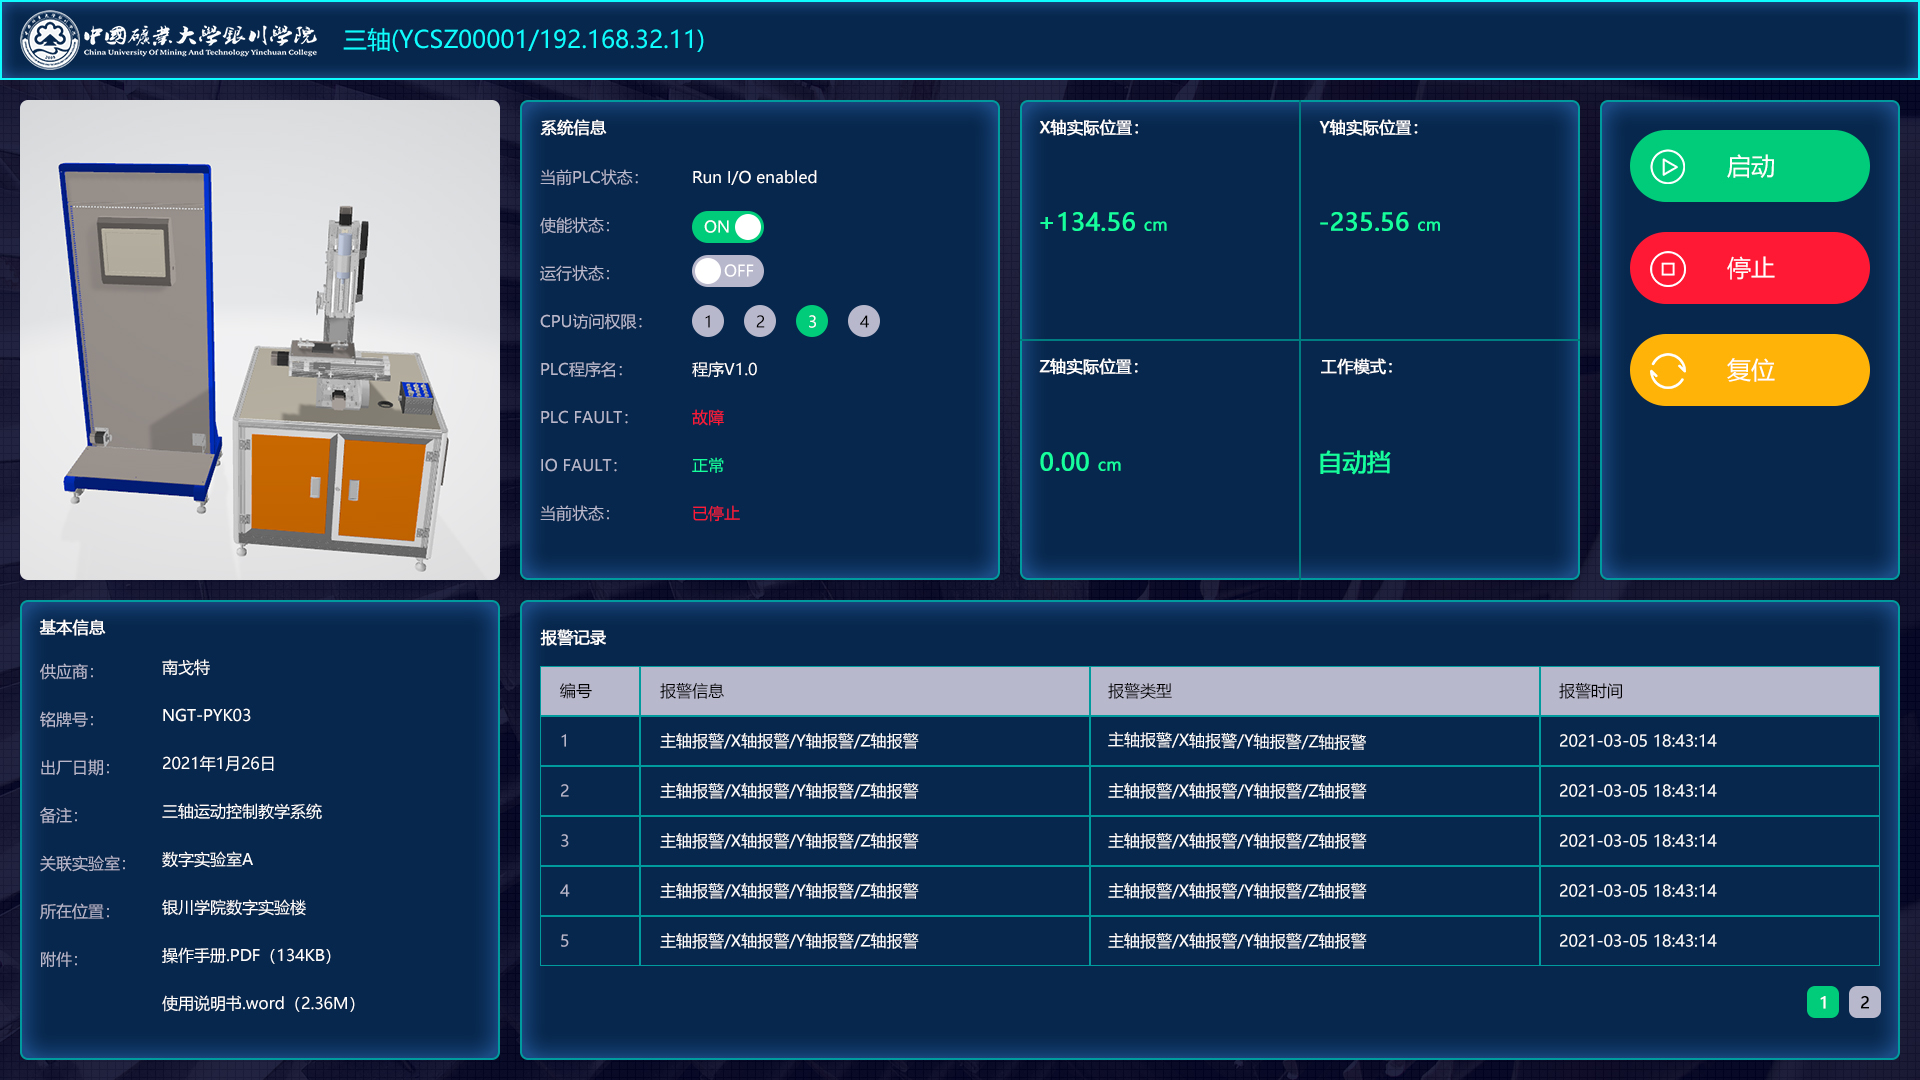 中國礦業大學银川学院
China University Of Mining And Technology Yinchuan College
三轴(YCSZ00001/192.168.32.11)
系统信息
当前PLC状态： Run I/O enabled
使能状态： ON
运行状态： OFF
CPU访问权限： 1 2 3 4
PLC程序名： 程序V1.0
PLC FAULT： 故障
IO FAULT： 正常
当前状态： 已停止
X轴实际位置：
+134.56 cm
Y轴实际位置：
-235.56 cm
Z轴实际位置：
0.00 cm
工作模式：
自动挡
启动
停止
复位
基本信息
供应商： 南戈特
铭牌号： NGT-PYK03
出厂日期： 2021年1月26日
备注： 三轴运动控制教学系统
关联实验室： 数字实验室A
所在位置： 银川学院数字实验楼
附件： 操作手册.PDF（134KB）
使用说明书.word（2.36M）
报警记录
编号 报警信息 报警类型 报警时间
1 主轴报警/X轴报警/Y轴报警/Z轴报警 主轴报警/X轴报警/Y轴报警/Z轴报警 2021-03-05 18:43:14
2 主轴报警/X轴报警/Y轴报警/Z轴报警 主轴报警/X轴报警/Y轴报警/Z轴报警 2021-03-05 18:43:14
3 主轴报警/X轴报警/Y轴报警/Z轴报警 主轴报警/X轴报警/Y轴报警/Z轴报警 2021-03-05 18:43:14
4 主轴报警/X轴报警/Y轴报警/Z轴报警 主轴报警/X轴报警/Y轴报警/Z轴报警 2021-03-05 18:43:14
5 主轴报警/X轴报警/Y轴报警/Z轴报警 主轴报警/X轴报警/Y轴报警/Z轴报警 2021-03-05 18:43:14
1 2